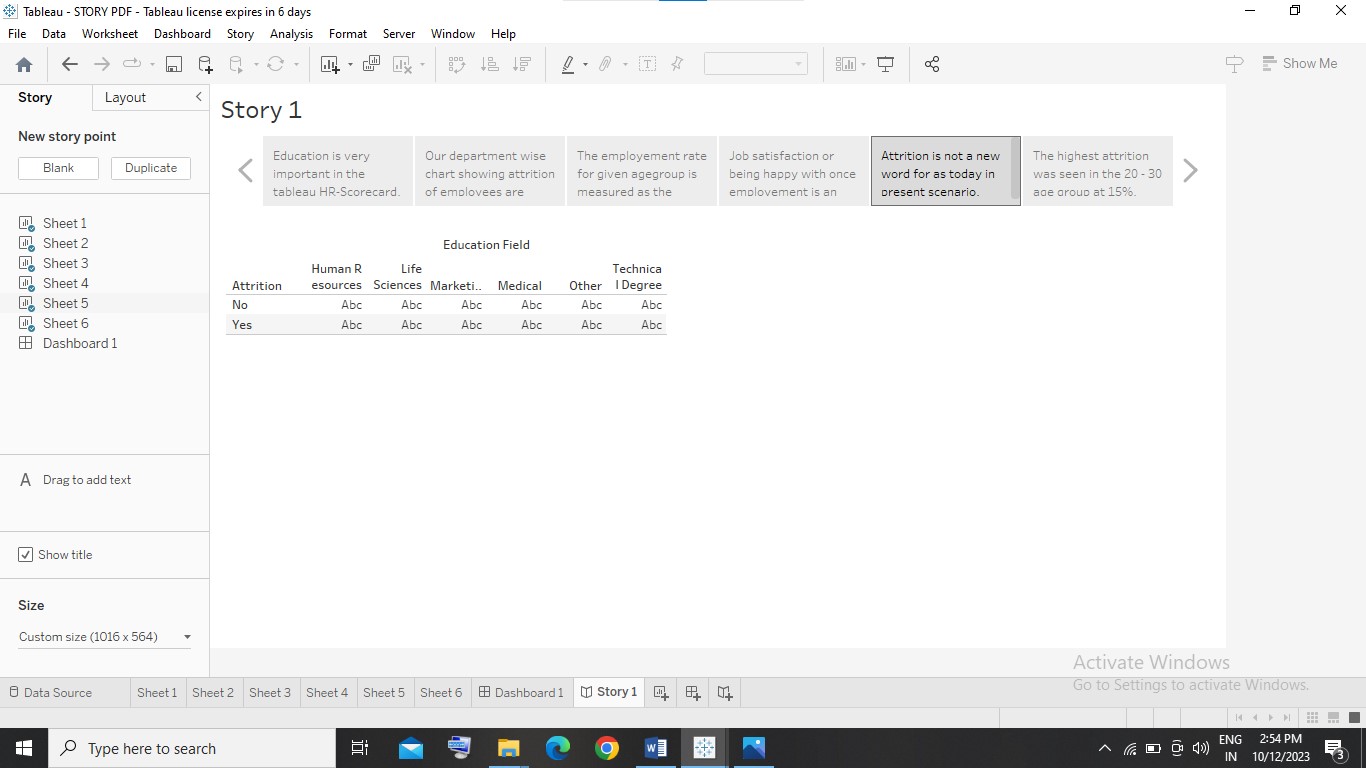 Tableau - STORY PDF - Tableau license expires in 6 days
File Data Worksheet Dashboard Story Analysis Format Server Window Help
Show Me
Story Layout
New story point
Blank Duplicate
Sheet 1
Sheet 2
Sheet 3
Sheet 4
Sheet 5
Sheet 6
Dashboard 1
A Drag to add text
Show title
Size
Custom size (1016 x 564)
Story 1
Education is very
important in the
tableau HR-Scorecard.
Our department wise
chart showing attrition
of employees are
The employement rate
for given agegroup is
measured as the
Job satisfaction or
being happy with once
employement is an
Attrition is not a new
word for as today in
present scenario.
The highest attrition
was seen in the 20 - 30
age group at 15%.
Education Field
Attrition Human R esources Life Sciences Marketi.. Medical Other Technica l Degree
No Abc Abc Abc Abc Abc Abc
Yes Abc Abc Abc Abc Abc Abc
Activate Windows
Go to Settings to activate Windows.
Data Source Sheet 1 Sheet 2 Sheet 3 Sheet 4 Sheet 5 Sheet 6 Dashboard 1 Story 1
Type here to search
ENG
IN
2:54 PM
10/12/2023
3